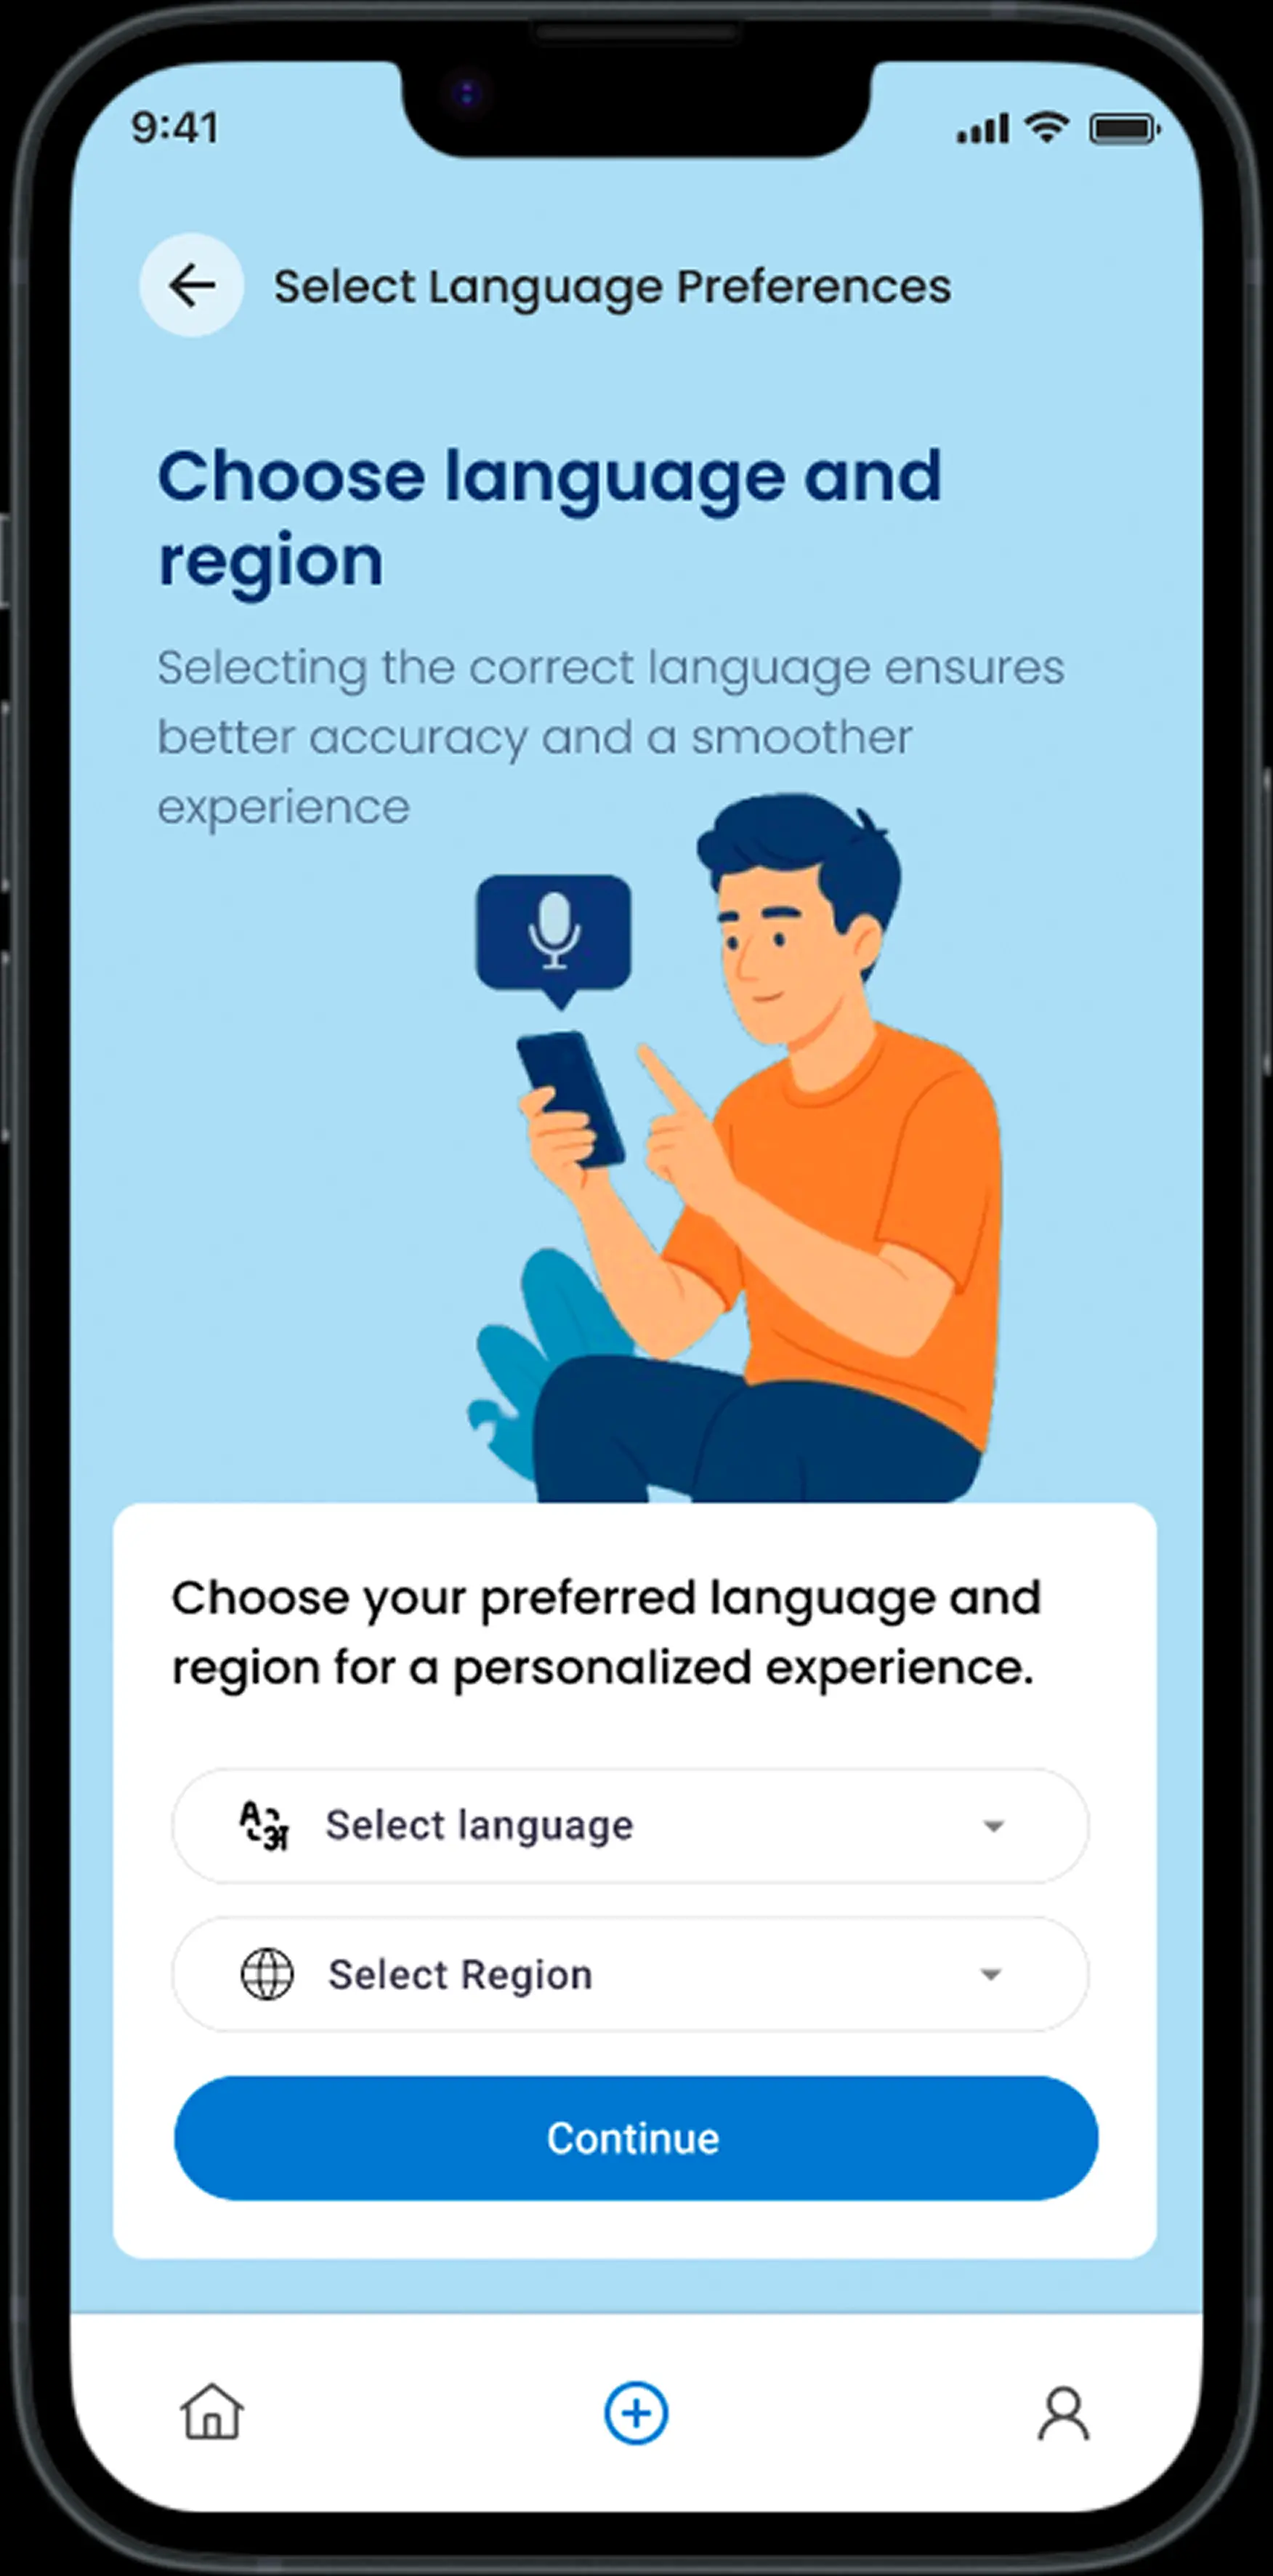 9:41
Select Language Preferences
Choose language and
region
Selecting the correct language ensures
better accuracy and a smoother
experience
Choose your preferred language and
region for a personalized experience.
Select language
Select Region
Continue